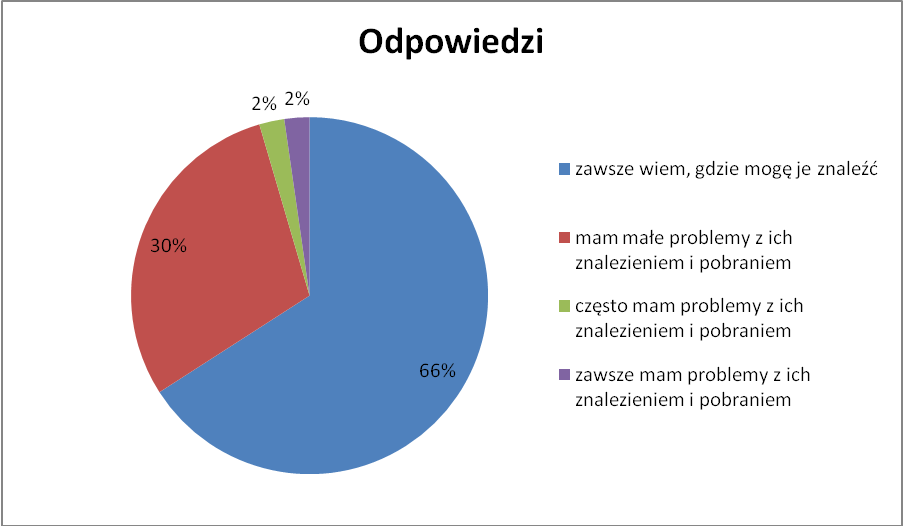 Odpowiedzi
2%
2%
30%
66%
zawsze wiem, gdzie mogę je znaleźć
mam małe problemy z ich
znalezieniem i pobraniem
często mam problemy z ich
znalezieniem i pobraniem
zawsze mam problemy z ich
znalezieniem i pobraniem